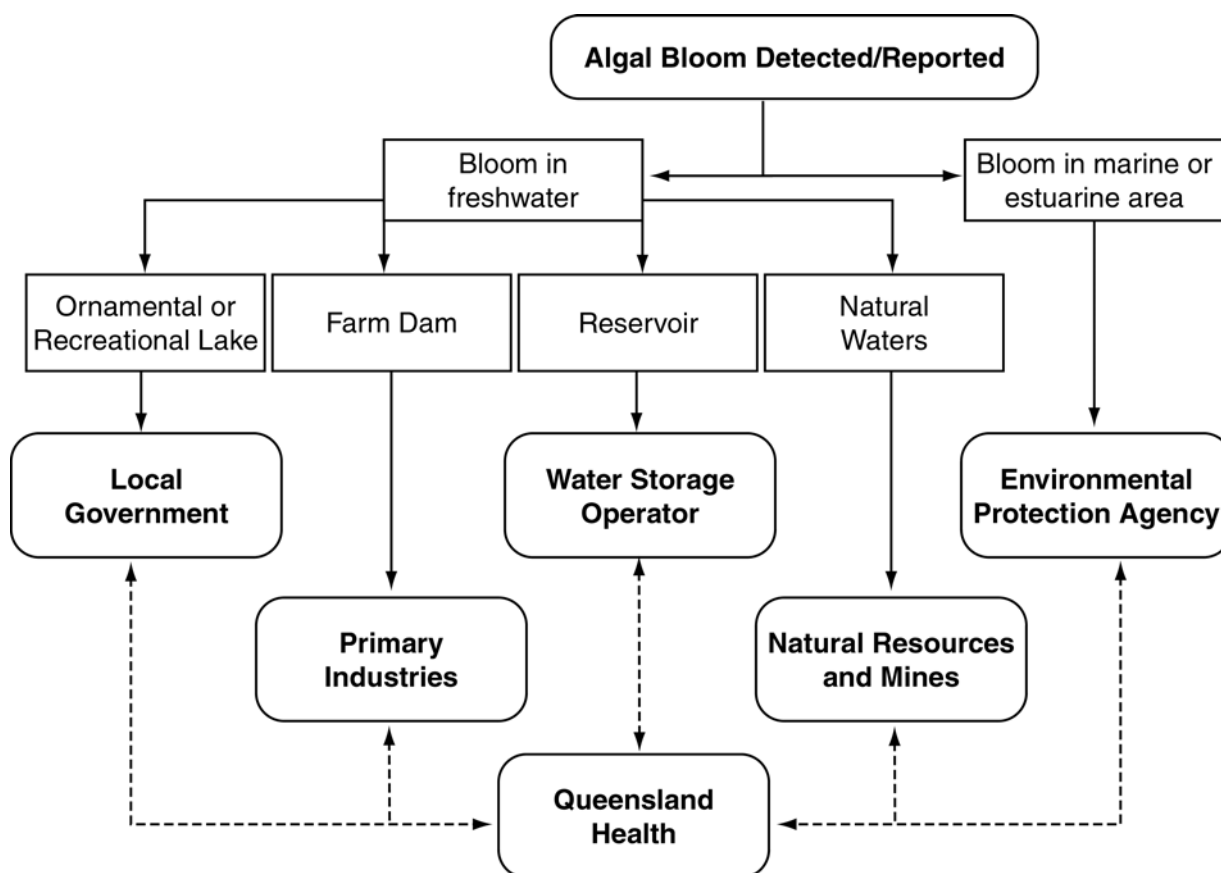 Algal Bloom Detected/Reported
Bloom in
freshwater
Bloom in marine or
estuarine area
Ornamental or
Recreational Lake
Farm Dam
Reservoir
Natural
Waters
Local
Government
Water Storage
Operator
Environmental
Protection Agency
Primary
Industries
Natural Resources
and Mines
Queensland
Health